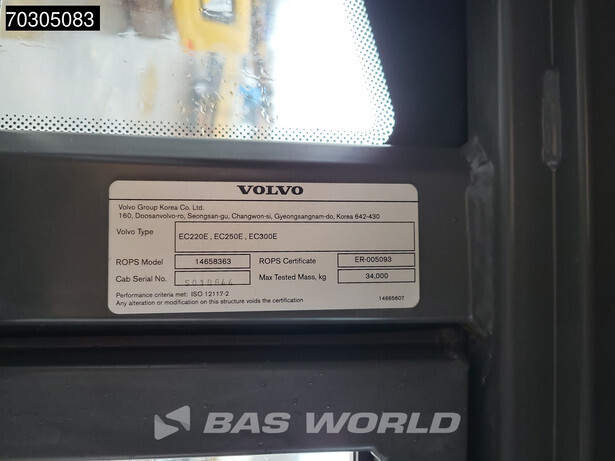 70305083
VOLVO
Volvo Group Korea Co. Ltd.
160, Doosanvolvo-ro, Seongsan-gu, Changwon-si, Gyeongsangnam-do, Korea 642-430
Volvo Type EC220E , EC250E , EC300E
ROPS Model 14658363 ROPS Certificate ER-005093
Cab Serial No. Max Tested Mass, kg 34,000
Performance criteria met: ISO 12117-2
Any alteration or modification on this structure voids the certification 14665607
BAS WORLD